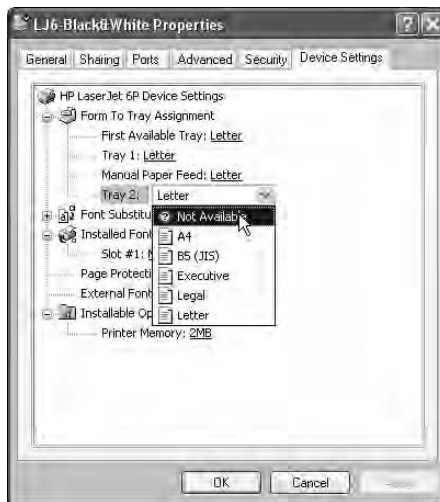 LJ6-Black&White Properties
General Sharing Ports Advanced Security Device Settings
HP LaserJet 6P Device Settings
Form To Tray Assignment
First Available Tray: Letter
Tray 1: Letter
Manual Paper Feed: Letter
Tray 2: Letter
Font Substitu Not Available
A4
Installed Font
Slot #1: B5 (JIS)
Page Protecti Executive
External Font Legal
Installable Op Letter
Printer Memory: 2MB
OK Cancel